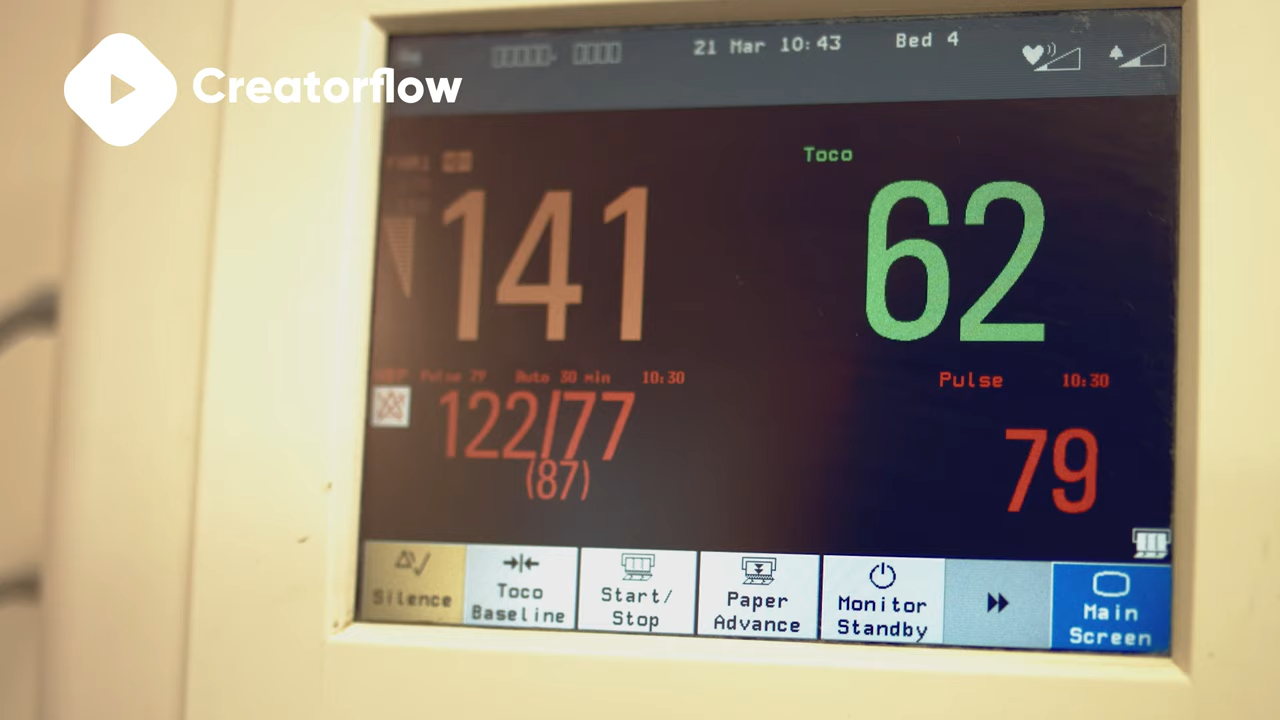 Creatorflow
21 Mar 10:43 Bed 4
Toco
141 62
Pulse 79 Auto 30 min 10:30
Pulse 10:30
122/77
(87)
79
Silence
Toco Baseline
Start/ Stop
Paper Advance
Monitor Standby
Main Screen